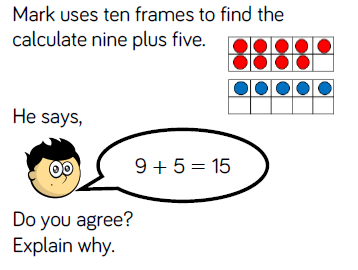 Mark uses ten frames to find the
calculate nine plus five.
He says,
9 + 5 = 15
Do you agree?
Explain why.